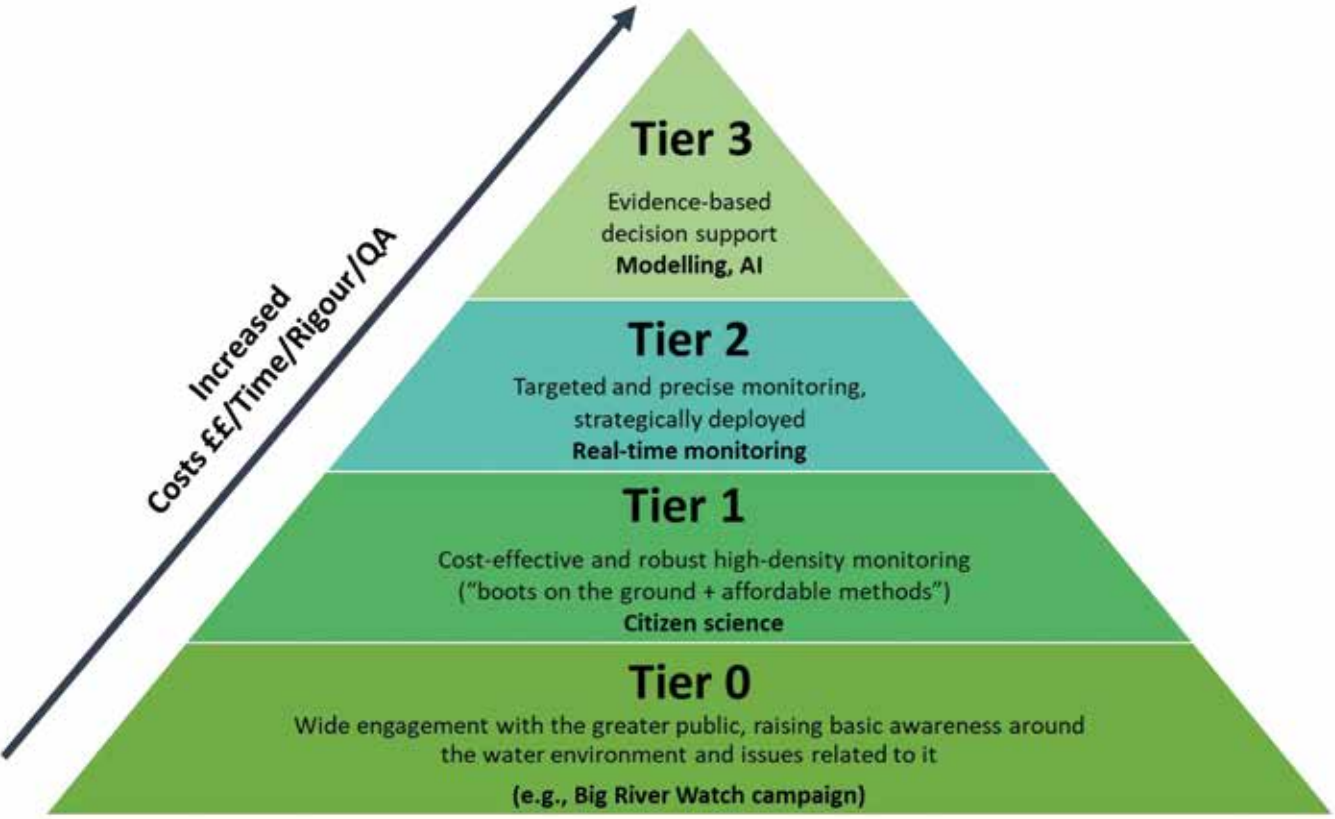 Increased
Costs ££/Time/Rigour/QA
Tier 3
Evidence-based
decision support
Modelling, AI
Tier 2
Targeted and precise monitoring,
strategically deployed
Real-time monitoring
Tier 1
Cost-effective and robust high-density monitoring
(“boots on the ground + affordable methods”)
Citizen science
Tier 0
Wide engagement with the greater public, raising basic awareness around
the water environment and issues related to it
(e.g., Big River Watch campaign)